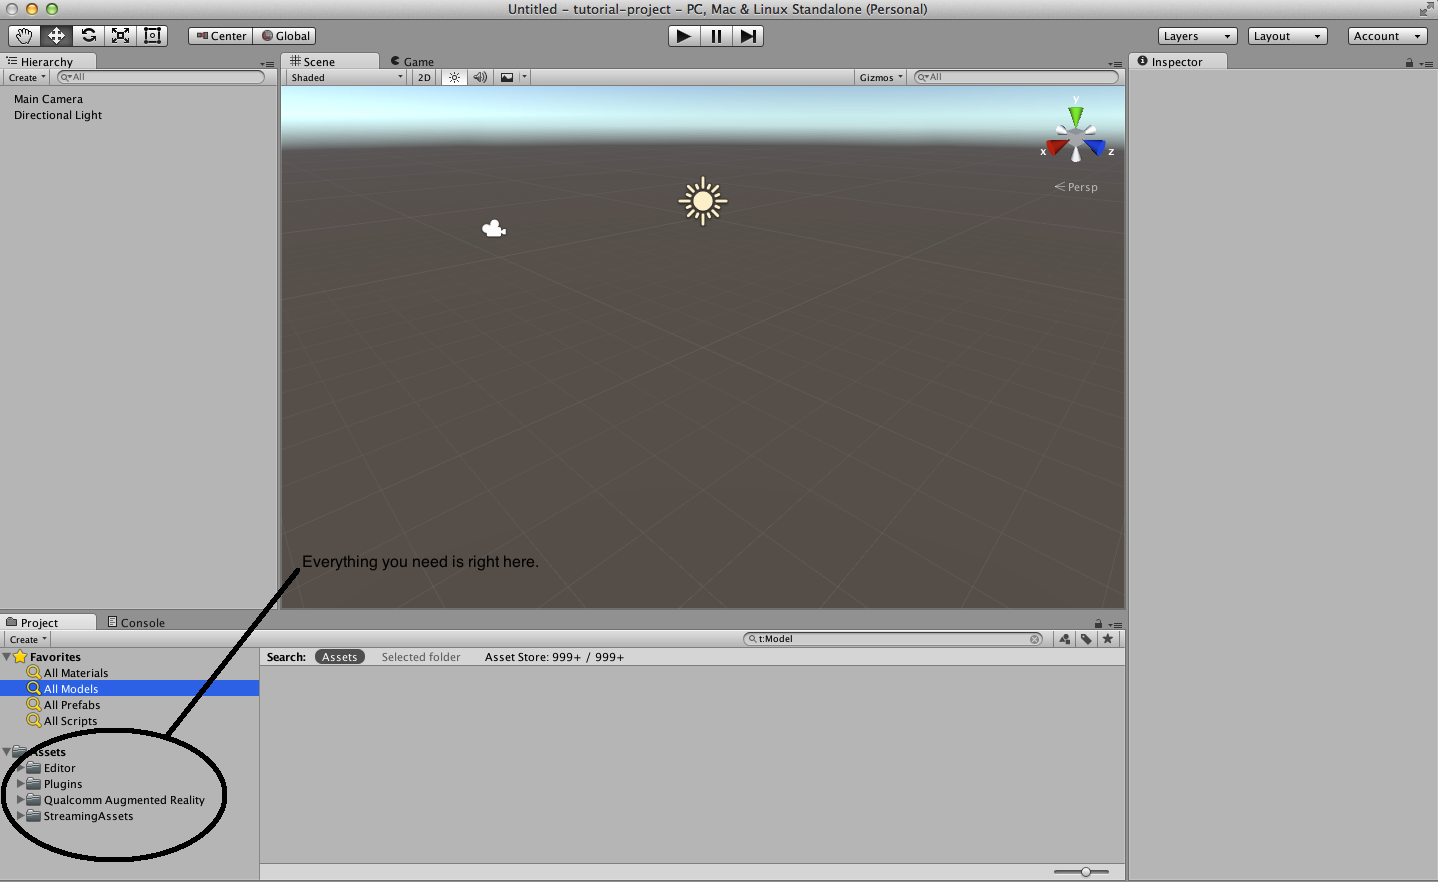 Untitled - tutorial-project - PC, Mac & Linux Standalone (Personal)
Center Global Layers Layout Account
Hierarchy
Create All
Main Camera
Directional Light
Scene Game
Shaded 2D Gizmos All
y
x z
Persp
Inspector
Everything you need is right here.
Project Console
Create t:Model
Favorites
All Materials
All Models
All Prefabs
All Scripts
Assets
Editor
Plugins
Qualcomm Augmented Reality
StreamingAssets
Search: Assets Selected folder Asset Store: 999+ / 999+